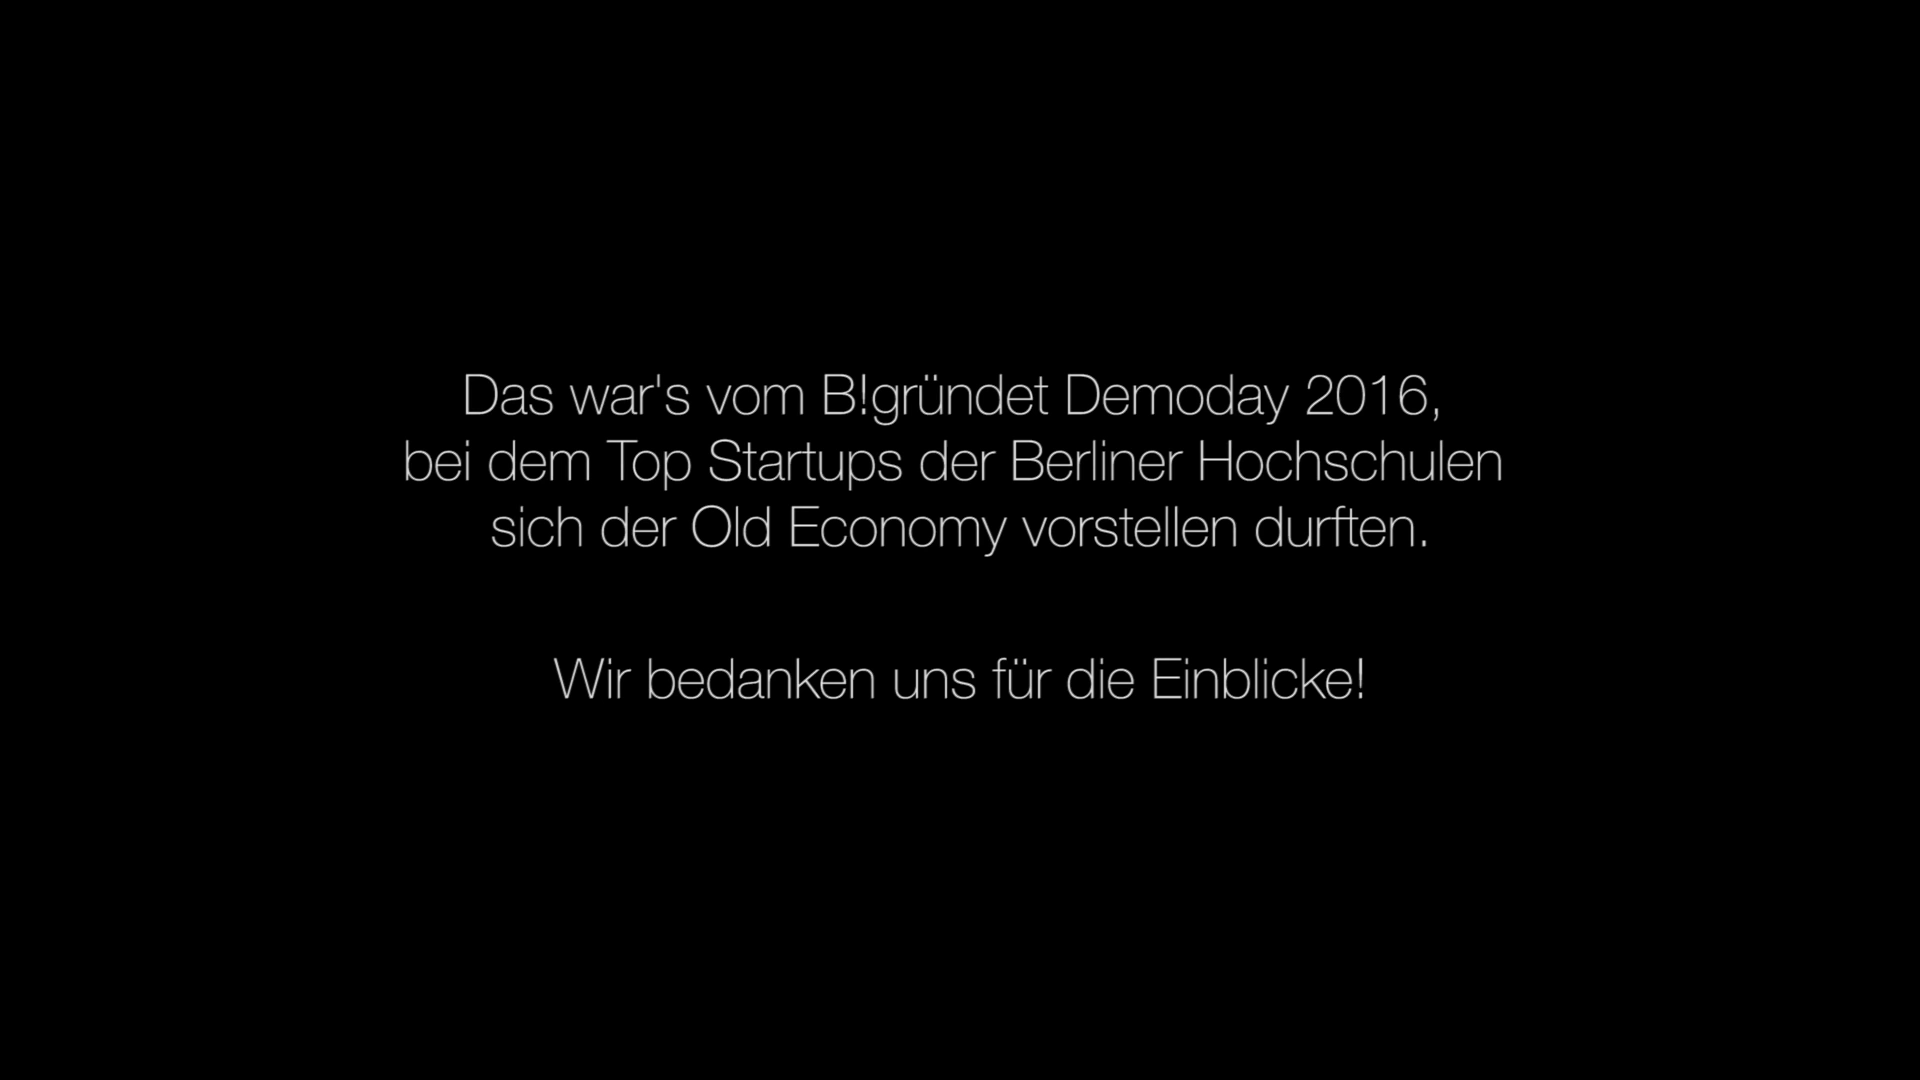 Das war's vom B!gründet Demoday 2016,
bei dem Top Startups der Berliner Hochschulen
sich der Old Economy vorstellen durften.
Wir bedanken uns für die Einblicke!